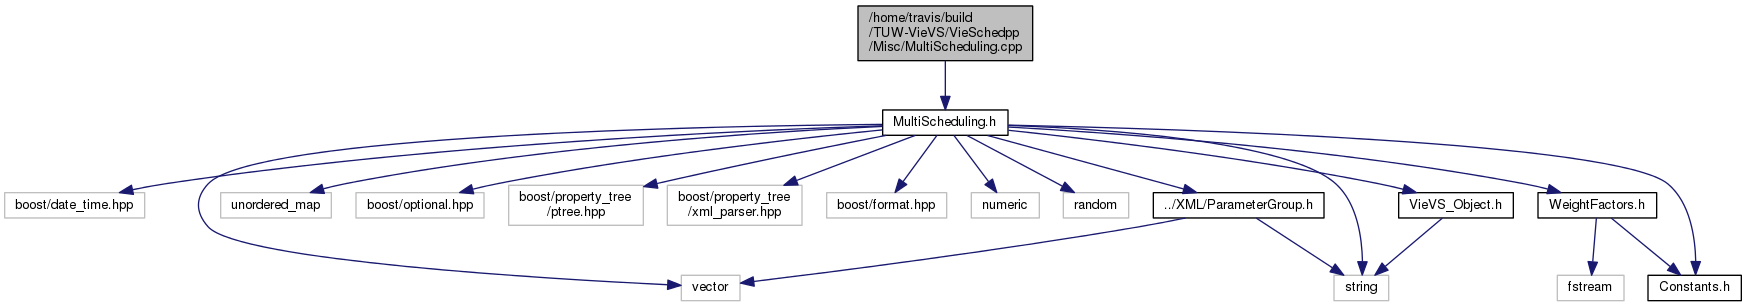 /home/travis/build
/TUW-VieVS/VieSchedpp
/Misc/MultiScheduling.cpp
MultiScheduling.h
boost/date_time.hpp
unordered_map
boost/optional.hpp
boost/property_tree
/ptree.hpp
boost/property_tree
/xml_parser.hpp
boost/format.hpp
numeric
random
../XML/ParameterGroup.h
VieVS_Object.h
WeightFactors.h
vector
string
fstream
Constants.h